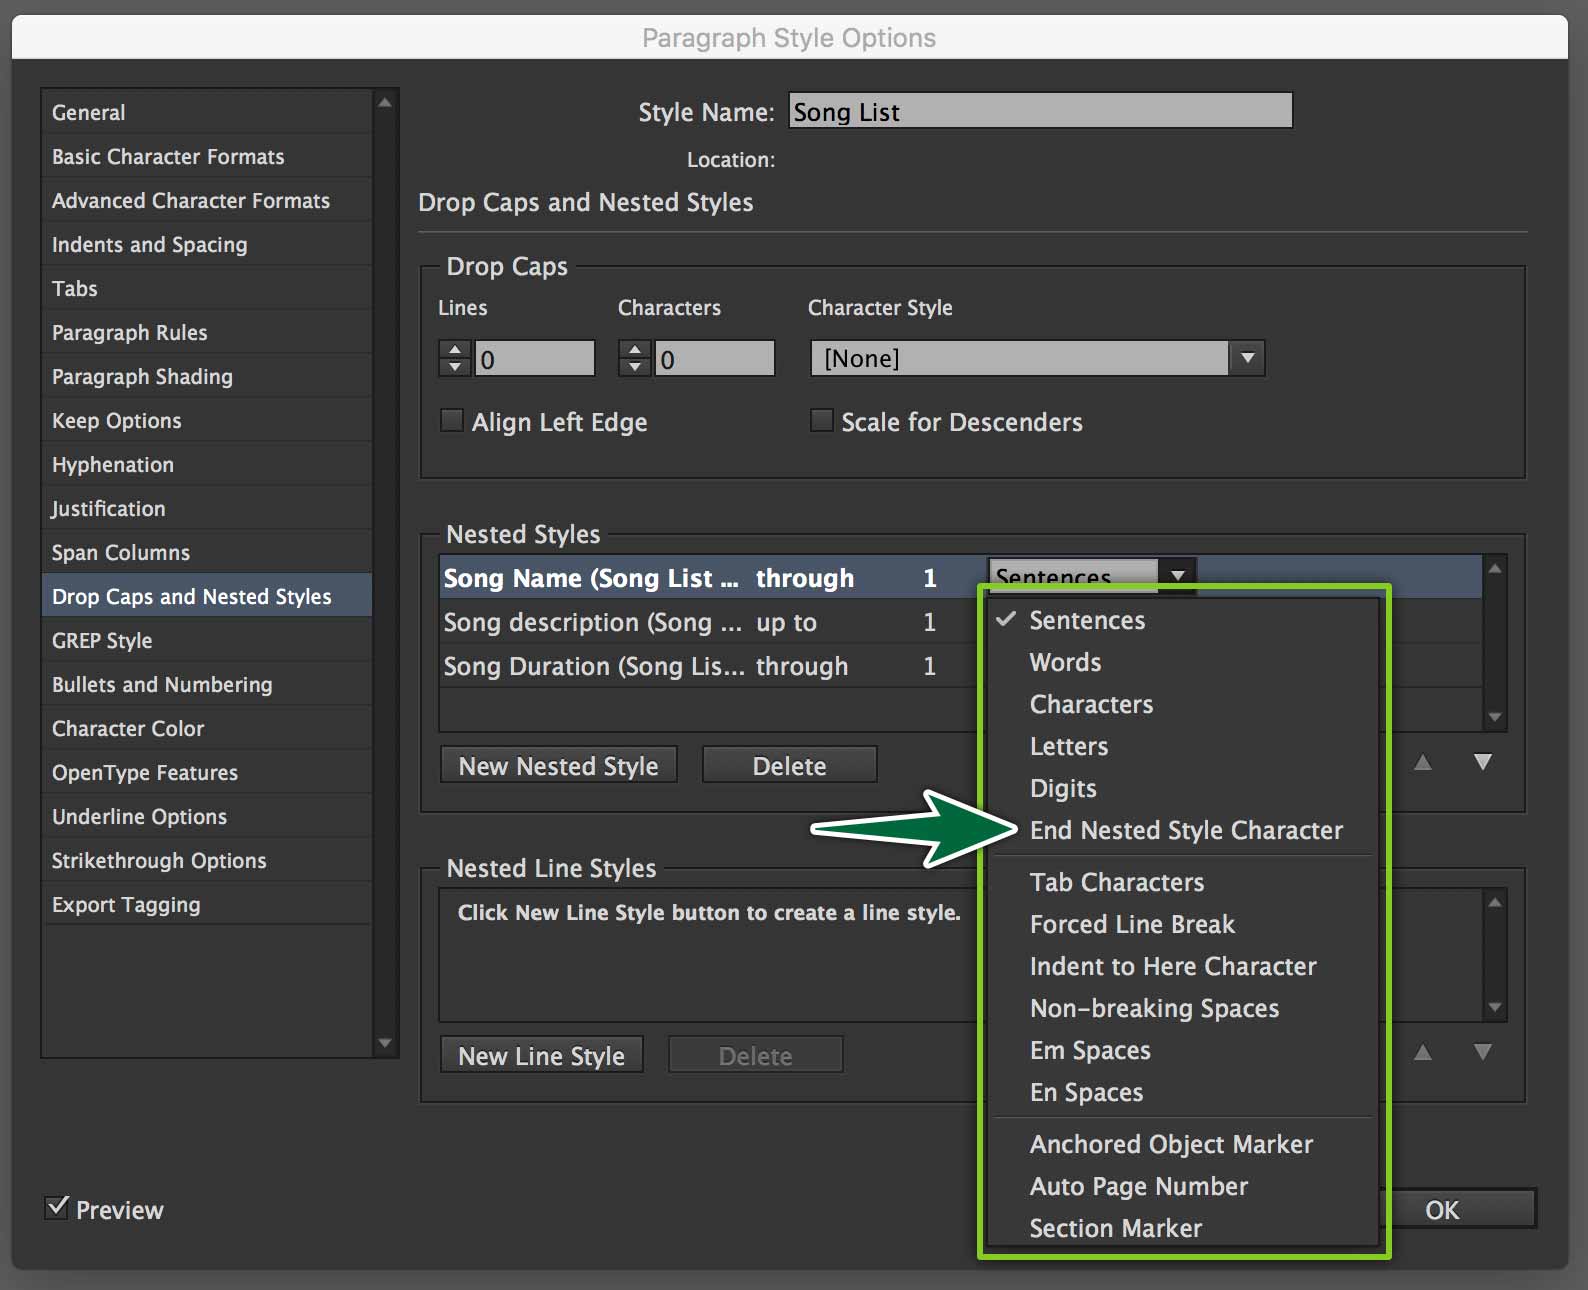 Paragraph Style Options
General
Basic Character Formats
Advanced Character Formats
Indents and Spacing
Tabs
Paragraph Rules
Paragraph Shading
Keep Options
Hyphenation
Justification
Span Columns
Drop Caps and Nested Styles
GREP Style
Bullets and Numbering
Character Color
OpenType Features
Underline Options
Strikethrough Options
Export Tagging
Preview
Style Name: Song List
Location:
Drop Caps and Nested Styles
Drop Caps
Lines Characters Character Style
0 0 [None]
Align Left Edge Scale for Descenders
Nested Styles
Song Name (Song List ... through 1 Sentences
Song description (Song ... up to 1
Song Duration (Song Lis... through 1
New Nested Style Delete
Nested Line Styles
Click New Line Style button to create a line style.
New Line Style Delete
Sentences
Words
Characters
Letters
Digits
End Nested Style Character
Tab Characters
Forced Line Break
Indent to Here Character
Non-breaking Spaces
Em Spaces
En Spaces
Anchored Object Marker
Auto Page Number
Section Marker
OK